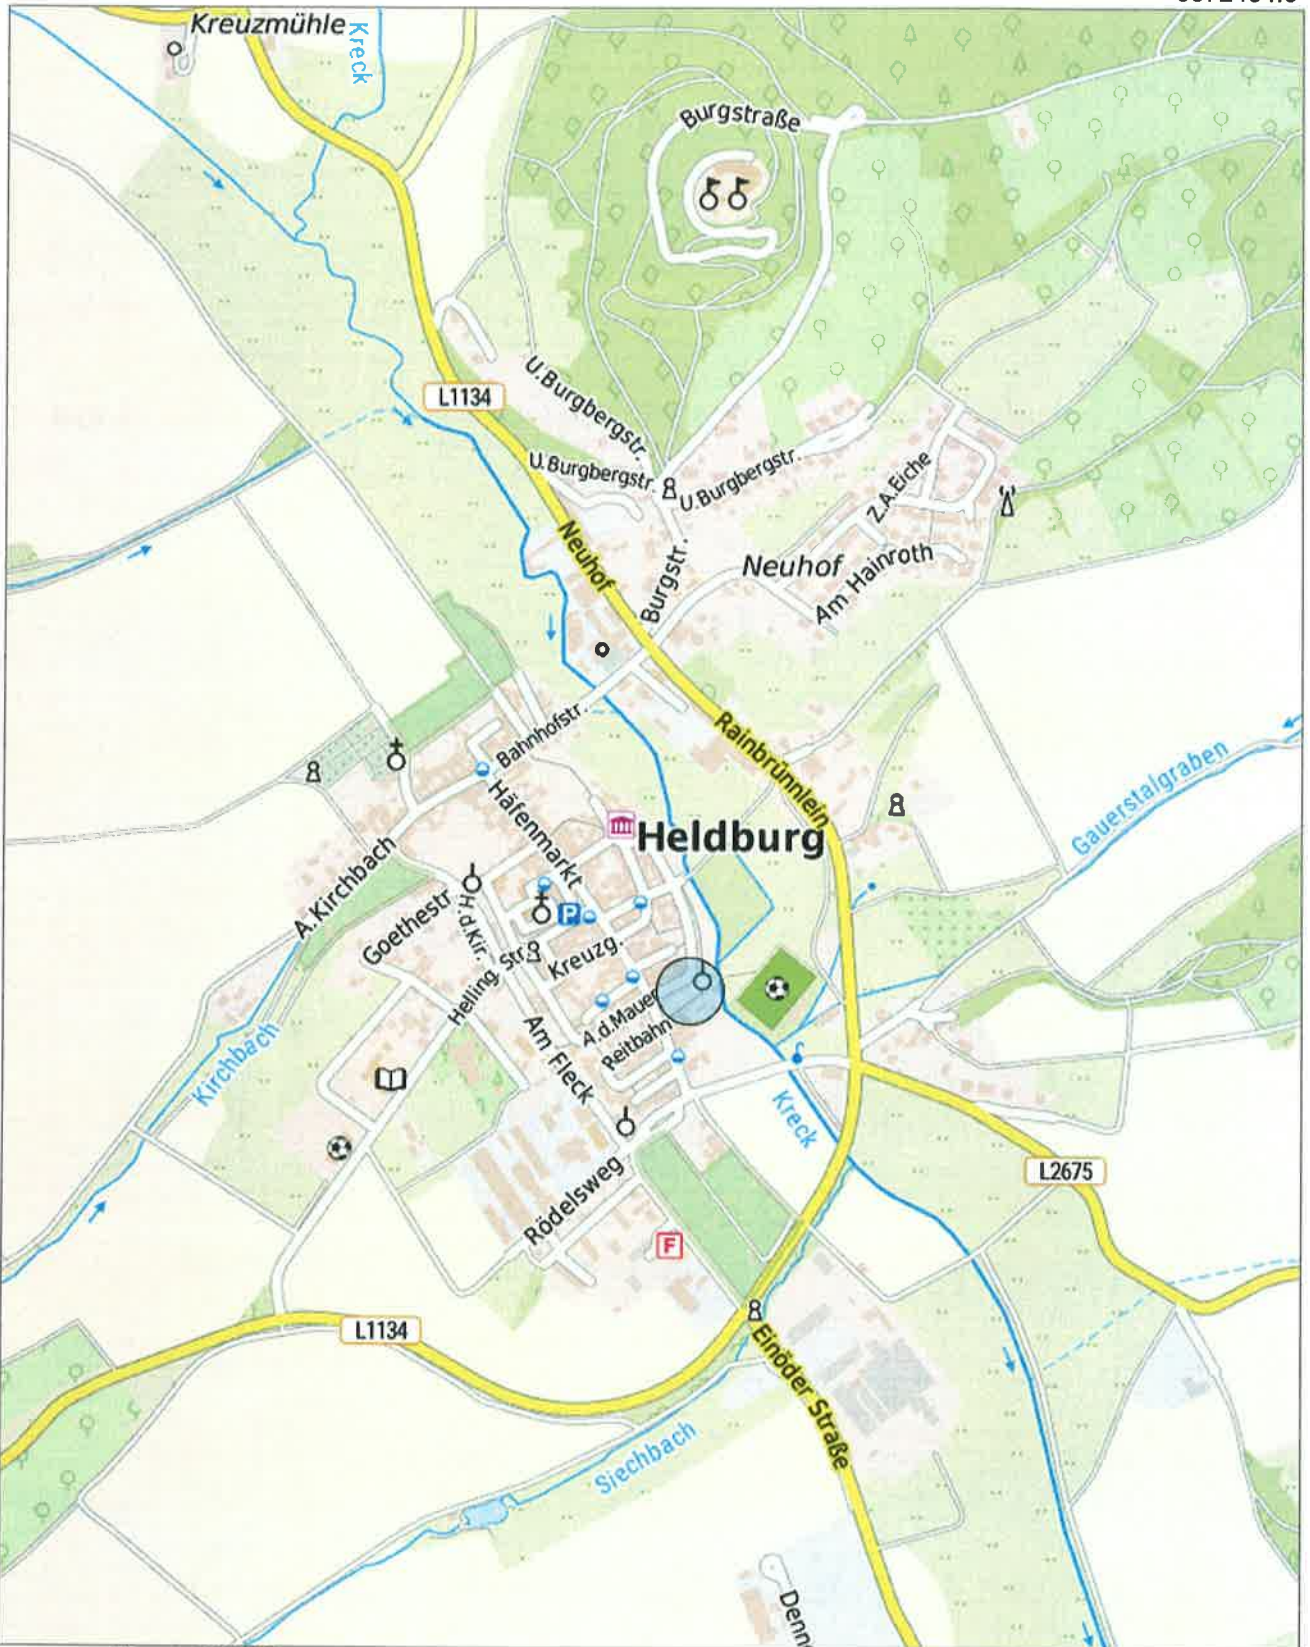 Kreuzmühle
Kreck
Burgstraße
U.Burgbergstr.
L1134
U.Burgbergstr.
U.Burgbergstr.
Z.A.Eiche
Neuhof
Burgstr.
Neuhof
Am Hainroth
Bahnhofstr.
Rainbrünnlein
Gauerstalgraben
Häfenmarkt
Heldburg
A.Kirchbach
Goethestr
H.d.Kir.
Helling.Str.
Kreuzg.
P
A.d.Mauer
Reitbahn
Am Fleck
Kirchbach
Kreck
L2675
Rödelsweg
F
L1134
Einöder Straße
Siechbach
Denn